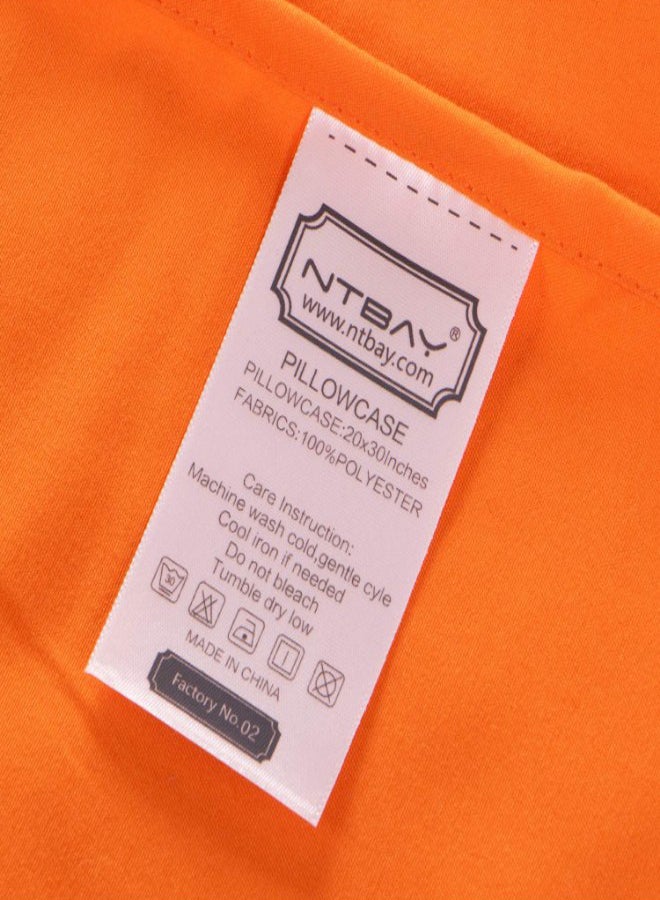 NTBAY®
www.ntbay.com
PILLOWCASE
PILLOWCASE:20x30Inches
FABRICS:100%POLYESTER
Care Instruction:
Machine wash cold,gentle cyle
Cool iron if needed
Do not bleach
Tumble dry low
30
MADE IN CHINA
Factory No.02